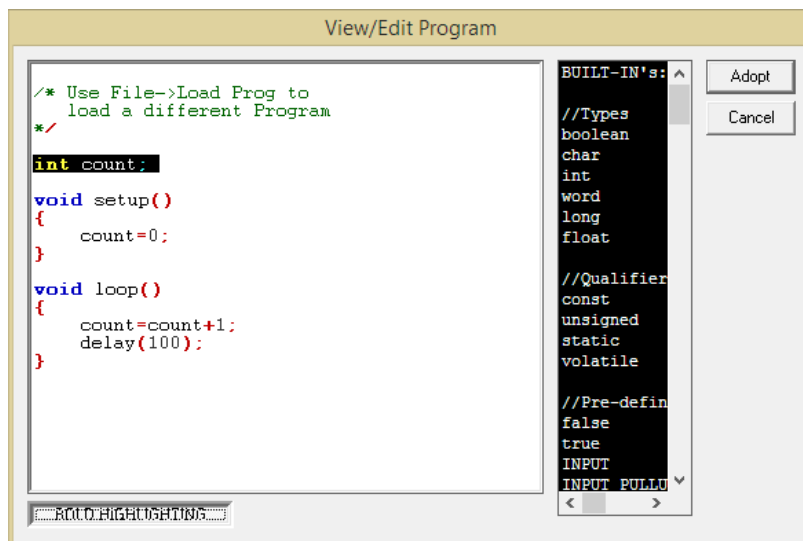 View/Edit Program
/* Use File->Load Prog to
load a different Program
*/
int count;
void setup()
{
count=0;
}
void loop()
{
count=count+1;
delay(100);
}
BUILT-IN's:
//Types
boolean
char
int
word
long
float
//Qualifier
const
unsigned
static
volatile
//Pre-defin
false
true
INPUT
INPUT_PULLU
Adopt
Cancel
BOLD HIGHLIGHTING